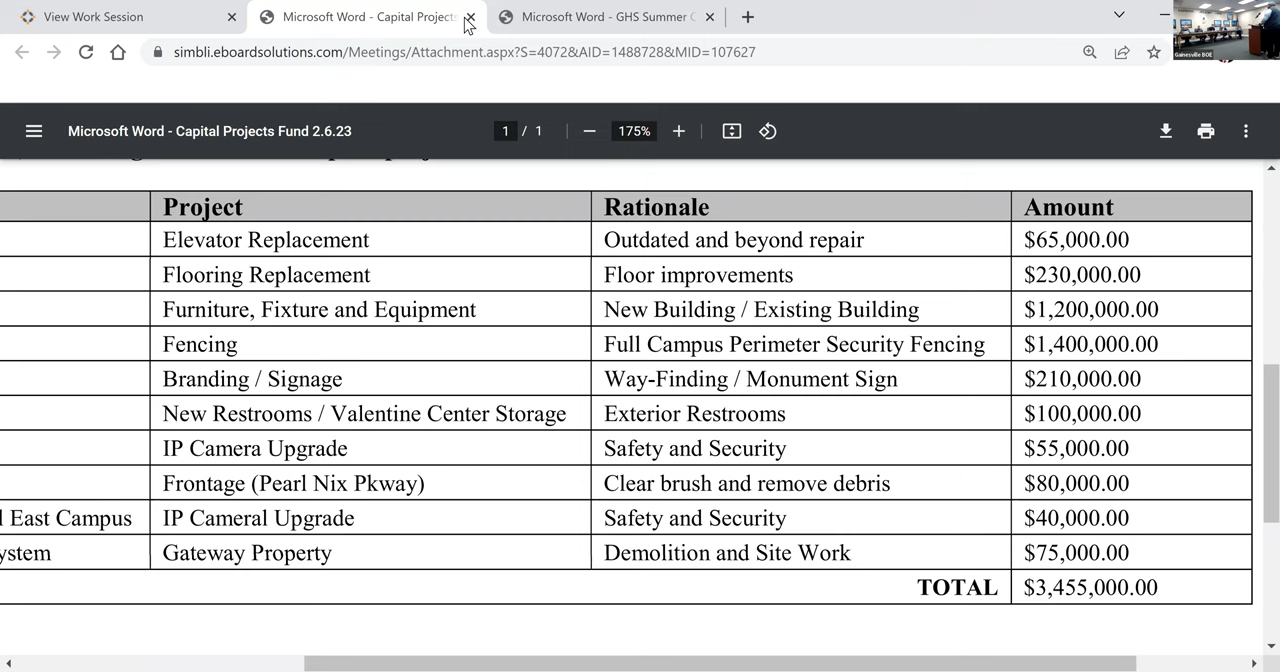 View Work Session
Microsoft Word - Capital Projects
Microsoft Word - GHS Summer C
simbli.eboardsolutions.com/Meetings/Attachment.aspx?S=4072&AID=1488728&MID=107627
Gainesville BOE
Microsoft Word - Capital Projects Fund 2.6.23
1 / 1
175%
Project Rationale Amount
Elevator Replacement Outdated and beyond repair $65,000.00
Flooring Replacement Floor improvements $230,000.00
Furniture, Fixture and Equipment New Building / Existing Building $1,200,000.00
Fencing Full Campus Perimeter Security Fencing $1,400,000.00
Branding / Signage Way-Finding / Monument Sign $210,000.00
New Restrooms / Valentine Center Storage Exterior Restrooms $100,000.00
IP Camera Upgrade Safety and Security $55,000.00
Frontage (Pearl Nix Pkway) Clear brush and remove debris $80,000.00
l East Campus IP Cameral Upgrade Safety and Security $40,000.00
ystem Gateway Property Demolition and Site Work $75,000.00
TOTAL $3,455,000.00